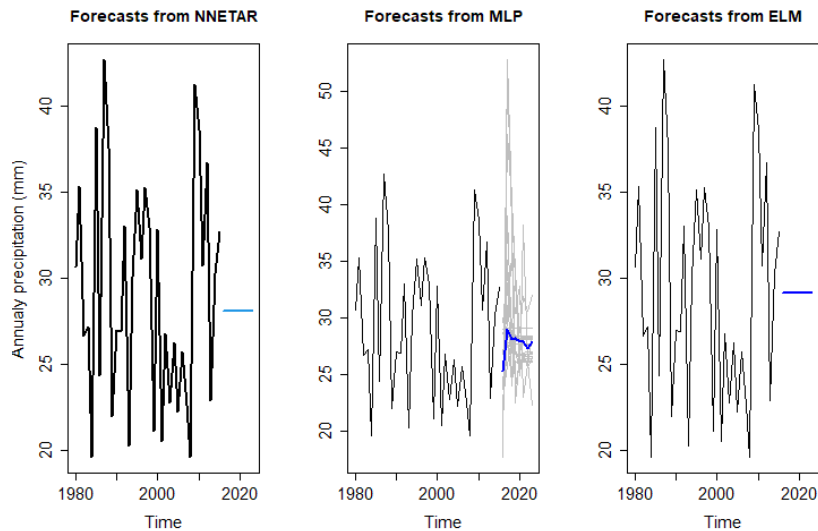 Forecasts from NNETAR
Forecasts from MLP
Forecasts from ELM
Annualy precipitation (mm)
40
35
30
25
20
50
45
40
35
30
25
20
40
35
30
25
20
1980 2000 2020
1980 2000 2020
1980 2000 2020
Time
Time
Time